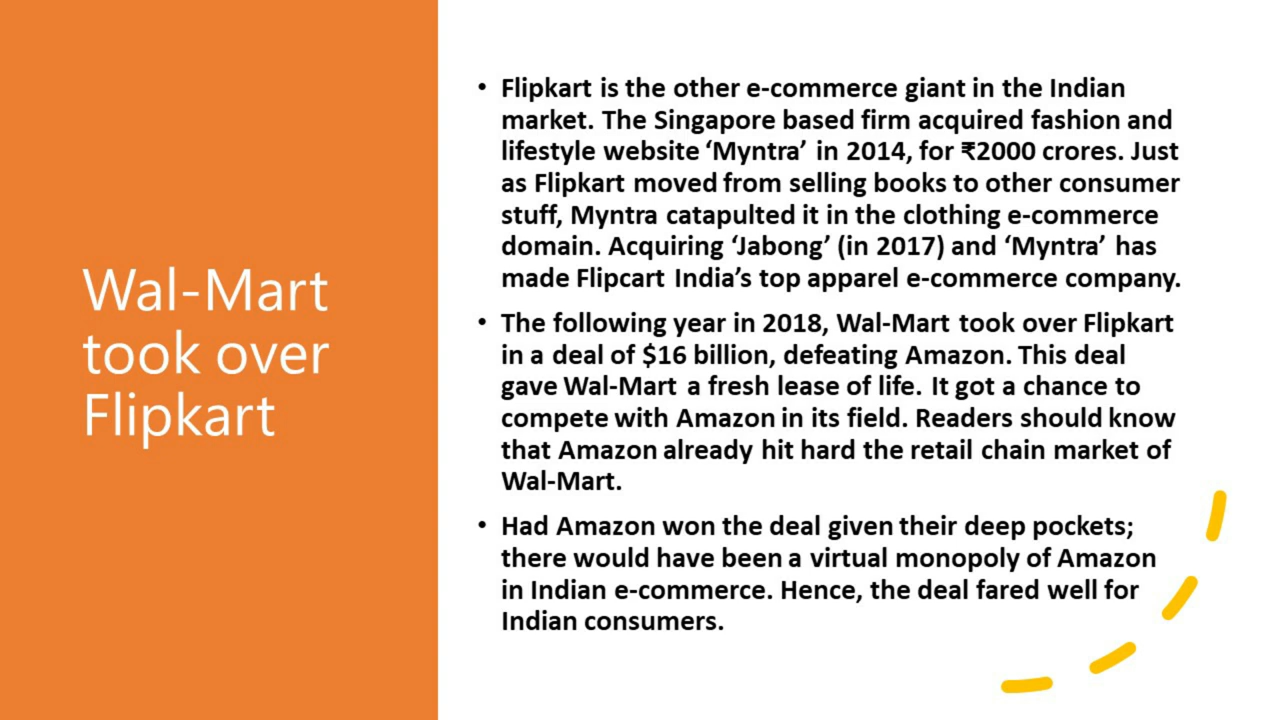 Wal-Mart
took over
Flipkart
• Flipkart is the other e-commerce giant in the Indian
market. The Singapore based firm acquired fashion and
lifestyle website ‘Myntra’ in 2014, for ₹2000 crores. Just
as Flipkart moved from selling books to other consumer
stuff, Myntra catapulted it in the clothing e-commerce
domain. Acquiring ‘Jabong’ (in 2017) and ‘Myntra’ has
made Flipcart India’s top apparel e-commerce company.
• The following year in 2018, Wal-Mart took over Flipkart
in a deal of $16 billion, defeating Amazon. This deal
gave Wal-Mart a fresh lease of life. It got a chance to
compete with Amazon in its field. Readers should know
that Amazon already hit hard the retail chain market of
Wal-Mart.
• Had Amazon won the deal given their deep pockets;
there would have been a virtual monopoly of Amazon
in Indian e-commerce. Hence, the deal fared well for
Indian consumers.